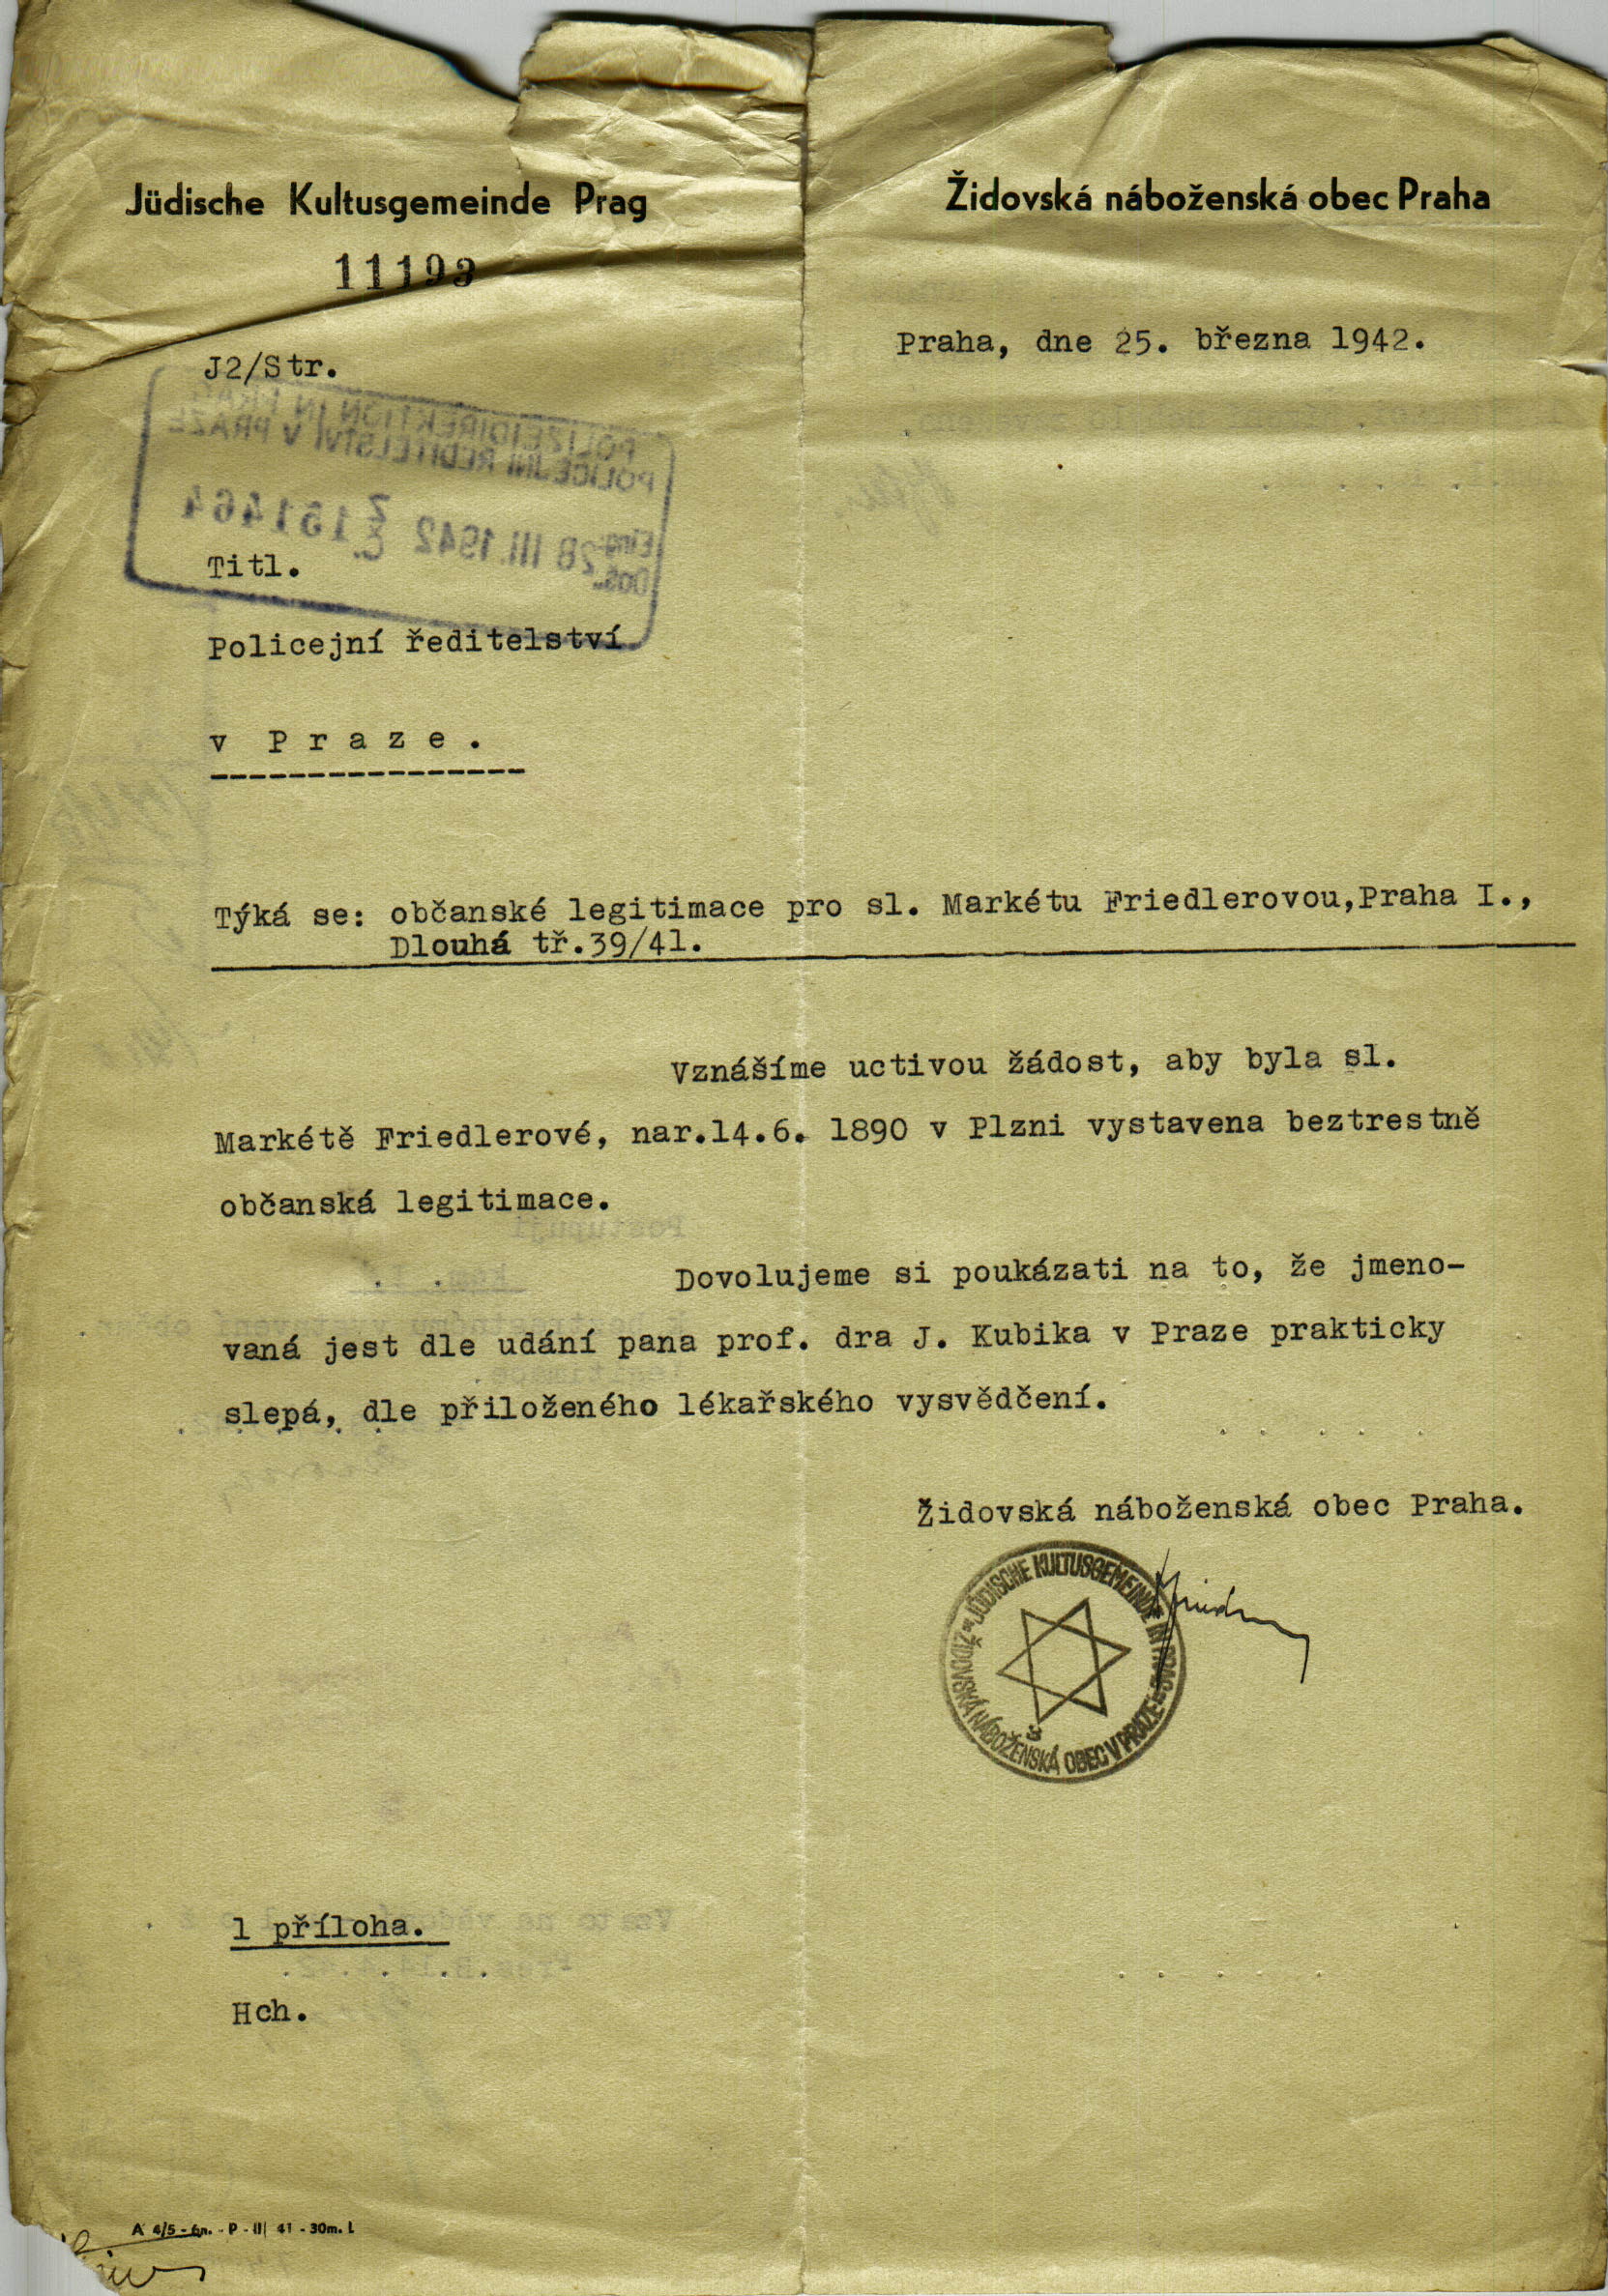 Jüdische Kultusgemeinde Prag
Židovská náboženská obec Praha
11193
Praha, dne 25. března 1942.
J2/Str.
POLIZEIDIREKTION IN PRAG
POLICEJNÍ ŘEDITELSTVÍ V PRAZE
Eing. 28 III. 1942 Z 151464
Doš. Č.
Titl.
Policejní ředitelství
v Praze.
Týká se: občanské legitimace pro sl. Markétu Friedlerovou,Praha I.,
Dlouhá tř.39/41.
Vznášíme uctivou žádost, aby byla sl.
Markétě Friedlerové, nar.14.6. 1890 v Plzni vystavena beztrestně
občanská legitimace.
Dovolujeme si poukázati na to, že jmeno-
vaná jest dle udání pana prof. dra J. Kubika v Praze prakticky
slepá, dle přiloženého lékařského vysvědčení.
Židovská náboženská obec Praha.
JÜDISCHE KULTUSGEMEINDE IN PRAG
ŽIDOVSKÁ NÁBOŽENSKÁ OBEC V PRAZE
1 příloha.
Hch.
A 4/5 - 6n. - P - II| 41 - 30m. L